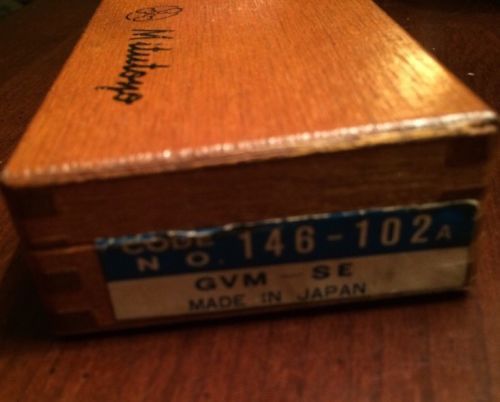 Mitutoyo
CODE
NO. 146-102A
GVM - SE
MADE IN JAPAN